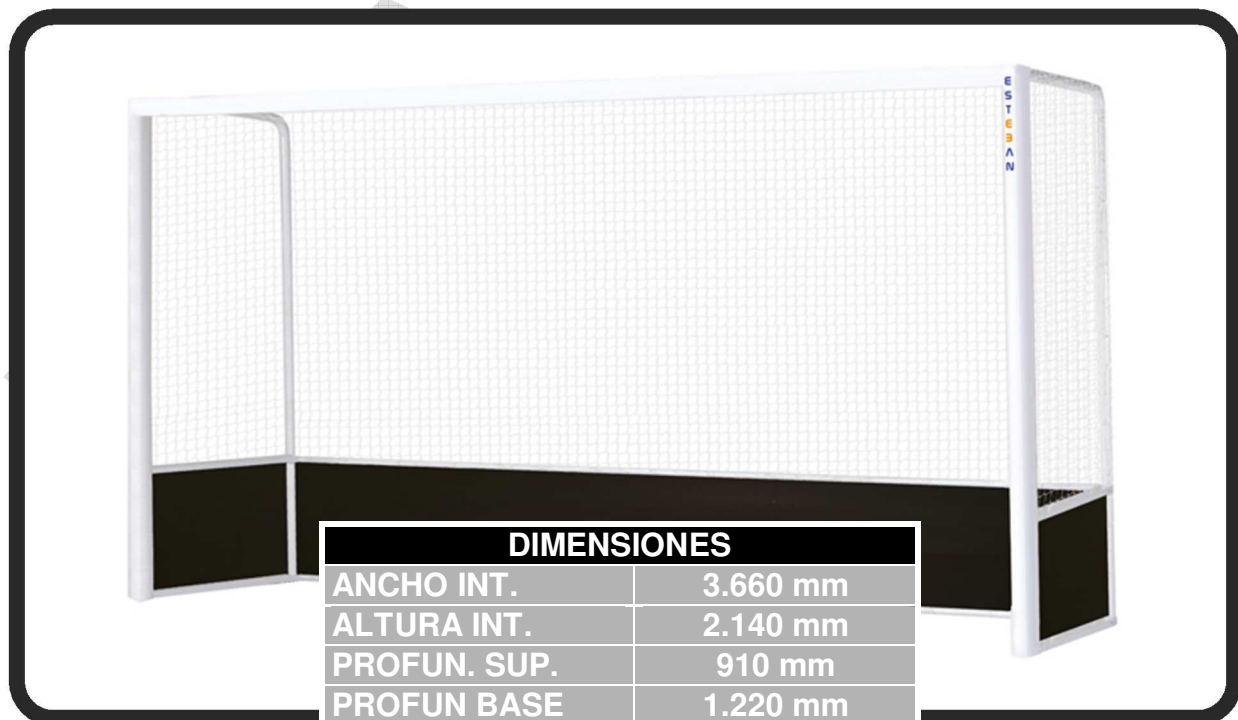 ESTEBAN
DIMENSIONES
ANCHO INT. 3.660 mm
ALTURA INT. 2.140 mm
PROFUN. SUP. 910 mm
PROFUN BASE 1.220 mm